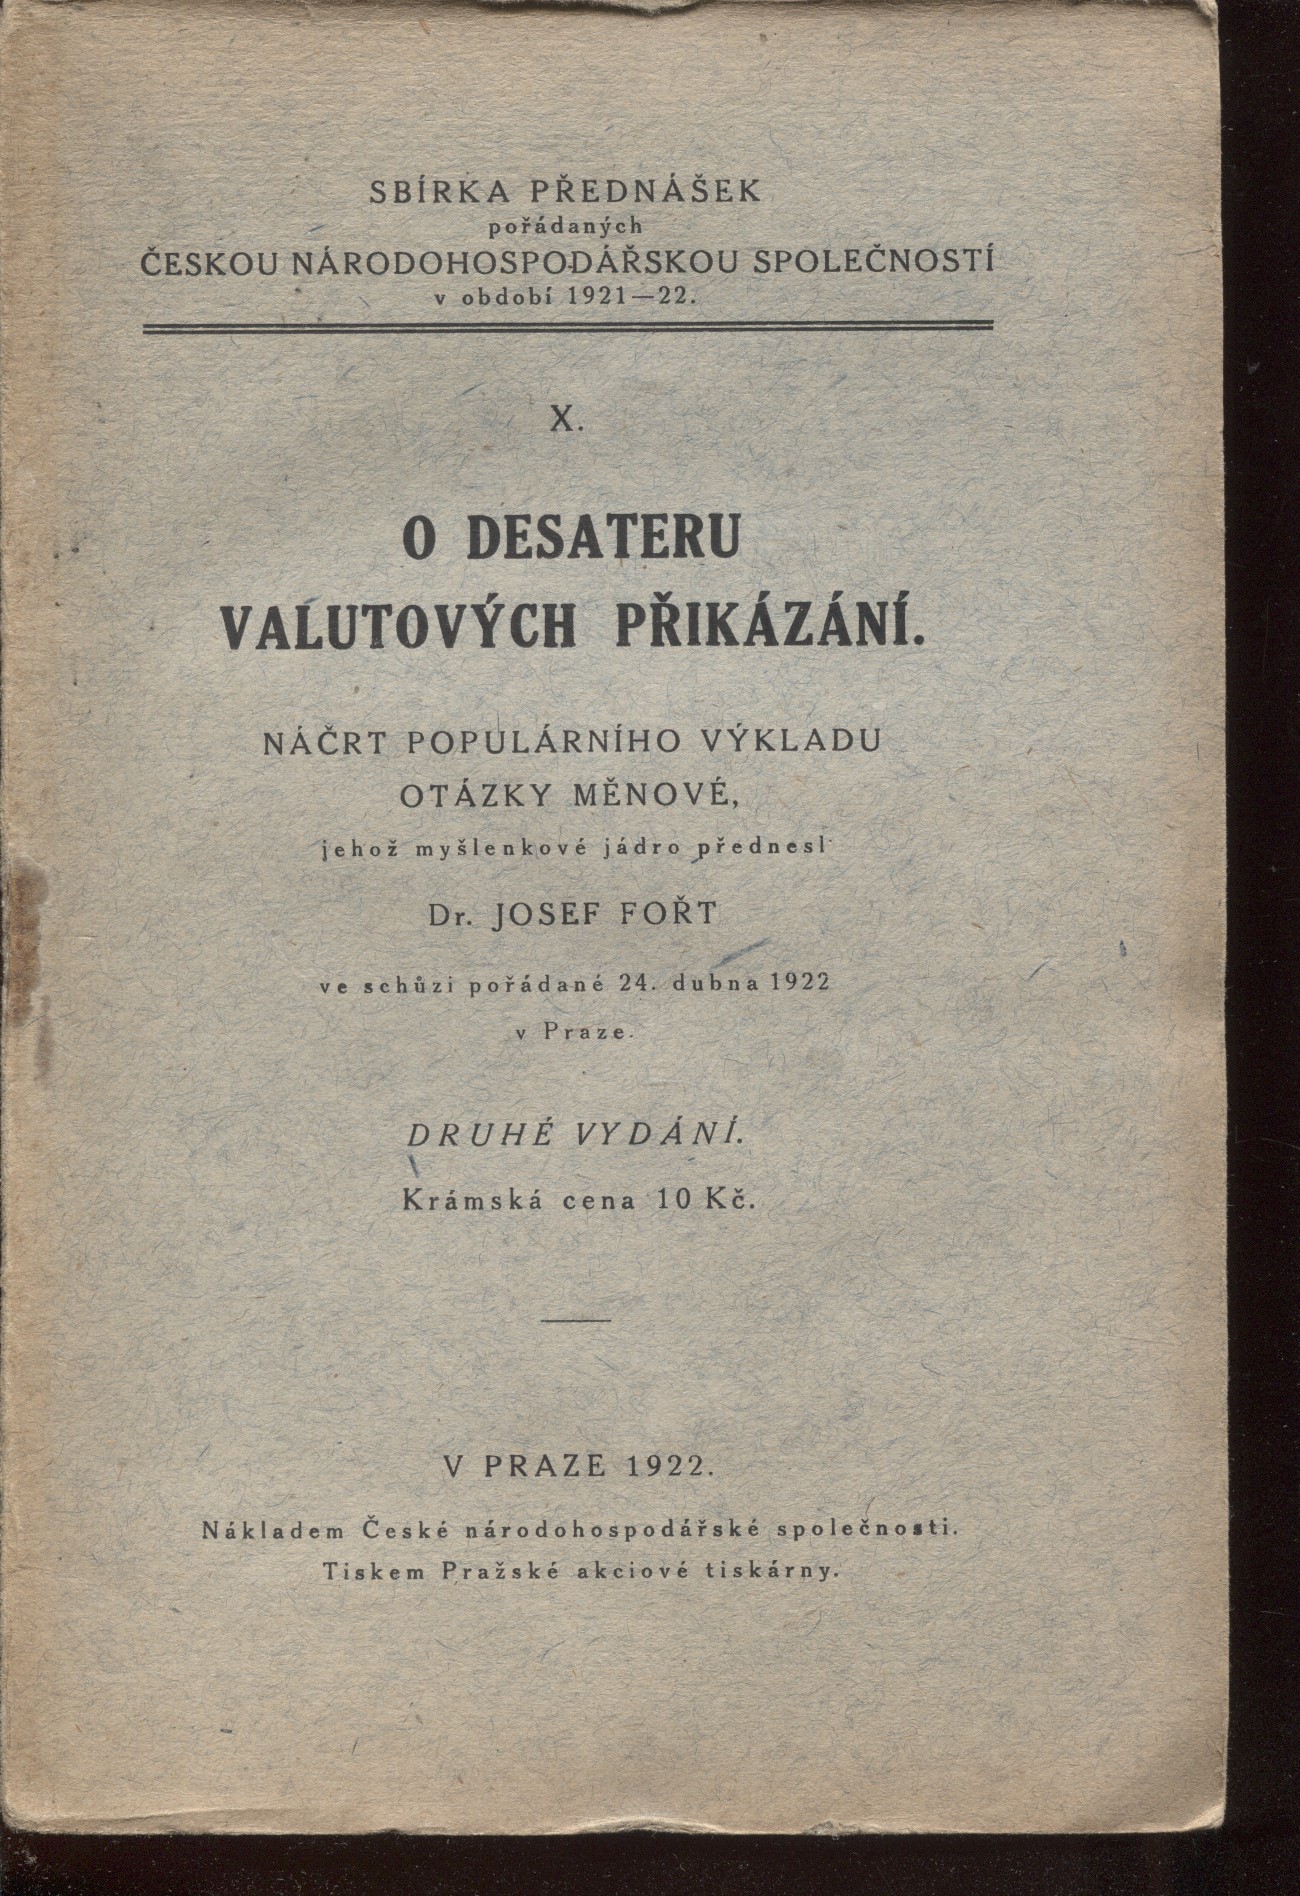 SBÍRKA PŘEDNÁŠEK
pořádaných
ČESKOU NÁRODOHOSPODÁŘSKOU SPOLEČNOSTÍ
v období 1921—22.
X.
O DESATERU
VALUTOVÝCH PŘIKÁZÁNÍ.
NÁČRT POPULÁRNÍHO VÝKLADU
OTÁZKY MĚNOVÉ,
jehož myšlenkové jádro přednesl
Dr. JOSEF FOŘT
ve schůzi pořádané 24. dubna 1922
v Praze.
DRUHÉ VYDÁNÍ.
Krámská cena 10 Kč.
V PRAZE 1922.
Nákladem České národohospodářské společnosti.
Tiskem Pražské akciové tiskárny.